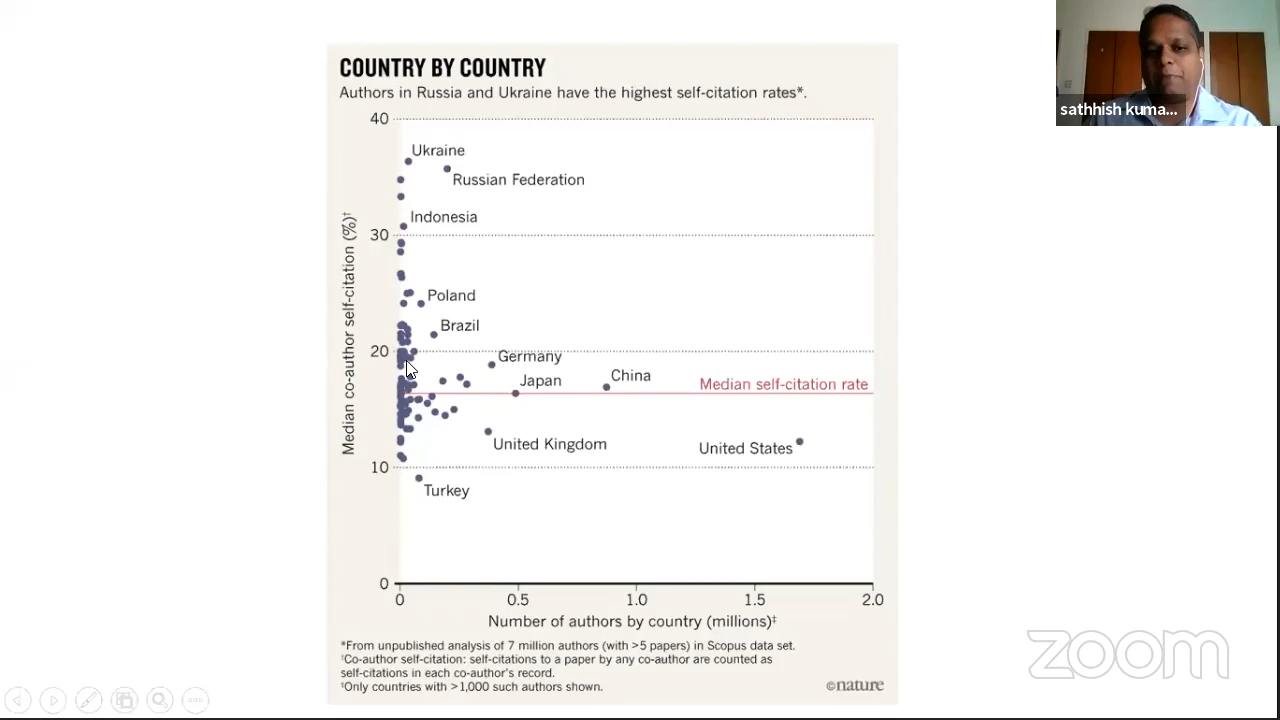 COUNTRY BY COUNTRY
Authors in Russia and Ukraine have the highest self-citation rates*.
sathhish kuma...
40
Ukraine
Russian Federation
Indonesia
30
Median co-author self-citation (%)†
Poland
Brazil
20
Germany
Japan
China
Median self-citation rate
United Kingdom
United States
10
Turkey
0
0 0.5 1.0 1.5 2.0
Number of authors by country (millions)‡
*From unpublished analysis of 7 million authors (with >5 papers) in Scopus data set.
†Co-author self-citation: self-citations to a paper by any co-author are counted as
self-citations in each co-author's record.
‡Only countries with >1,000 such authors shown.
©nature
zoom